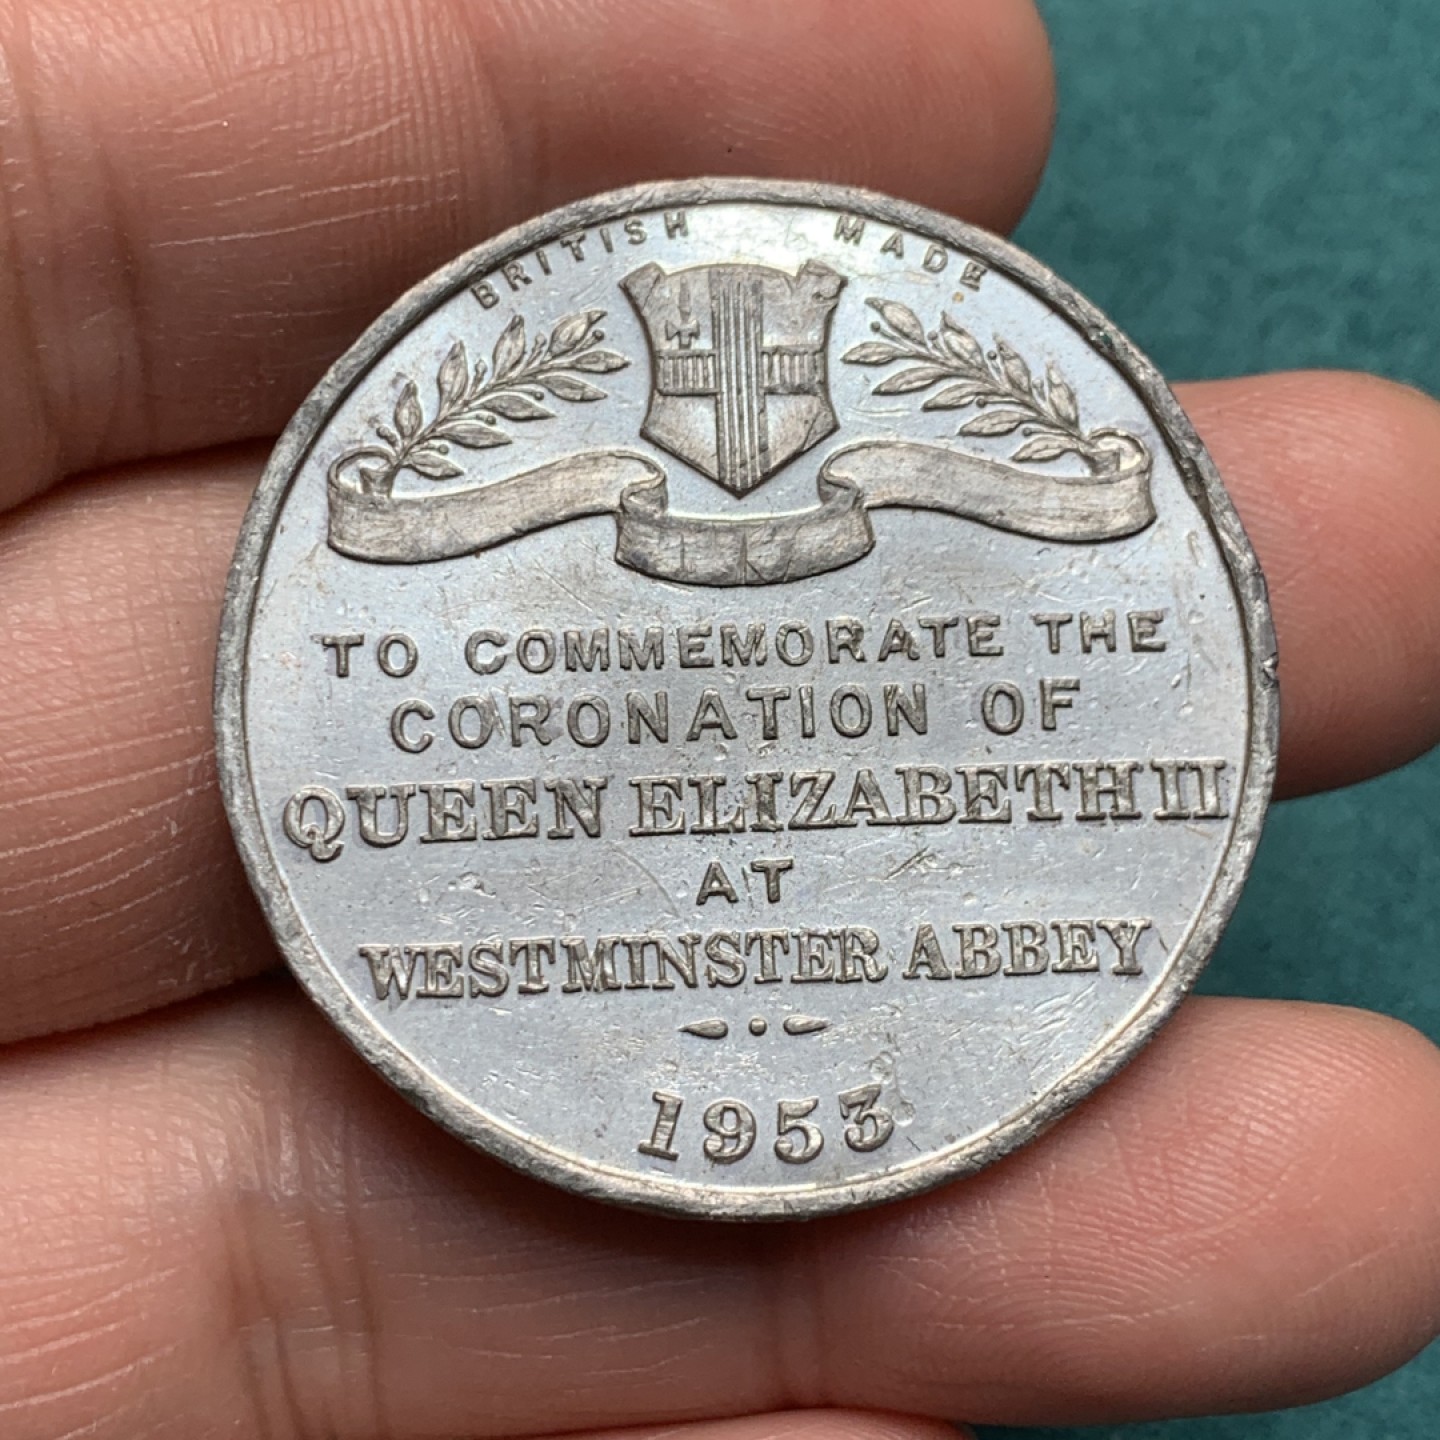 BRITISH MADE
TO COMMEMORATE THE
CORONATION OF
QUEEN ELIZABETH II
AT
WESTMINSTER ABBEY
1953